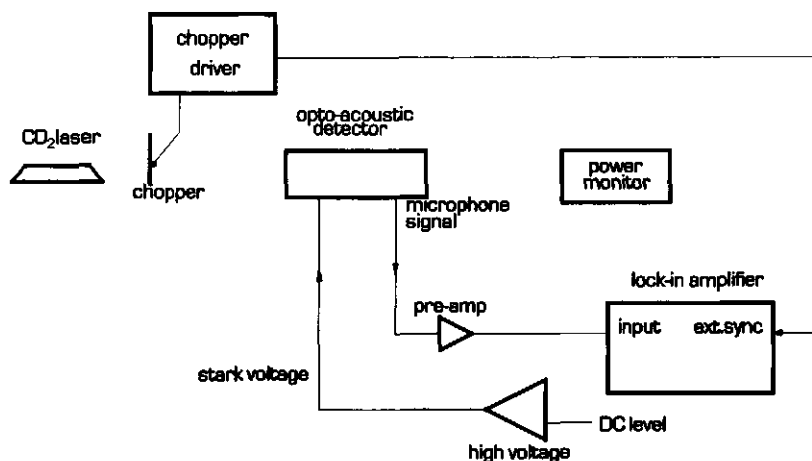 chopper
driver
opto-acoustic
detector
CO₂laser
chopper
power
monitor
microphone
signal
lock-in amplifier
pre-amp
input ext.sync
stark voltage
DC level
high voltage